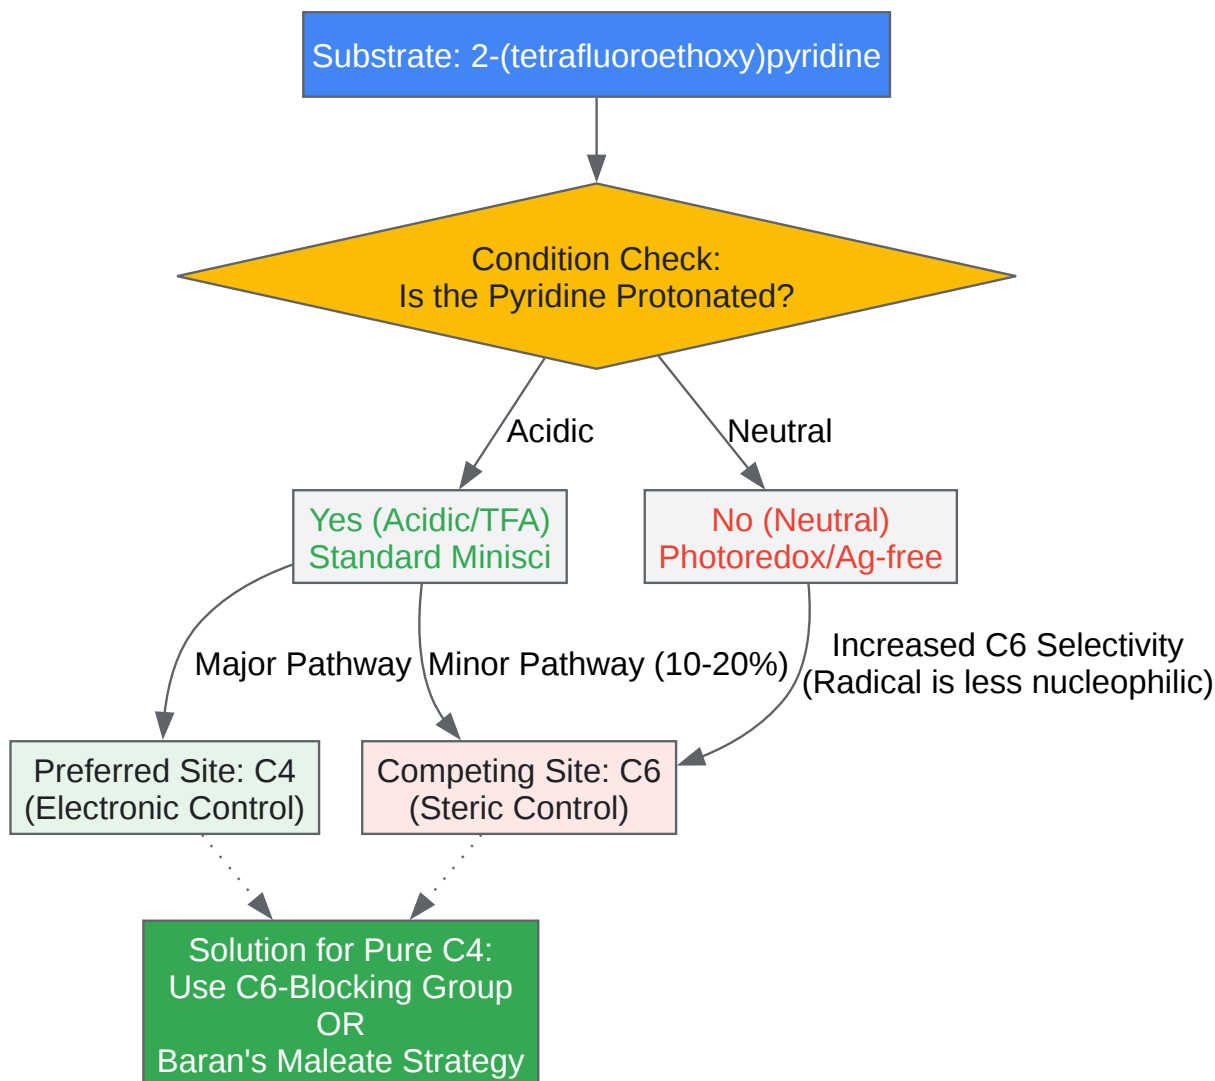 Substrate: 2-(tetrafluoroethoxy)pyridine
Condition Check:
Is the Pyridine Protonated?
Acidic
Neutral
Yes (Acidic/TFA)
Standard Minisci
No (Neutral)
Photoredox/Ag-free
Major Pathway
Minor Pathway (10-20%)
Increased C6 Selectivity
(Radical is less nucleophilic)
Preferred Site: C4
(Electronic Control)
Competing Site: C6
(Steric Control)
Solution for Pure C4:
Use C6-Blocking Group
OR
Baran's Maleate Strategy